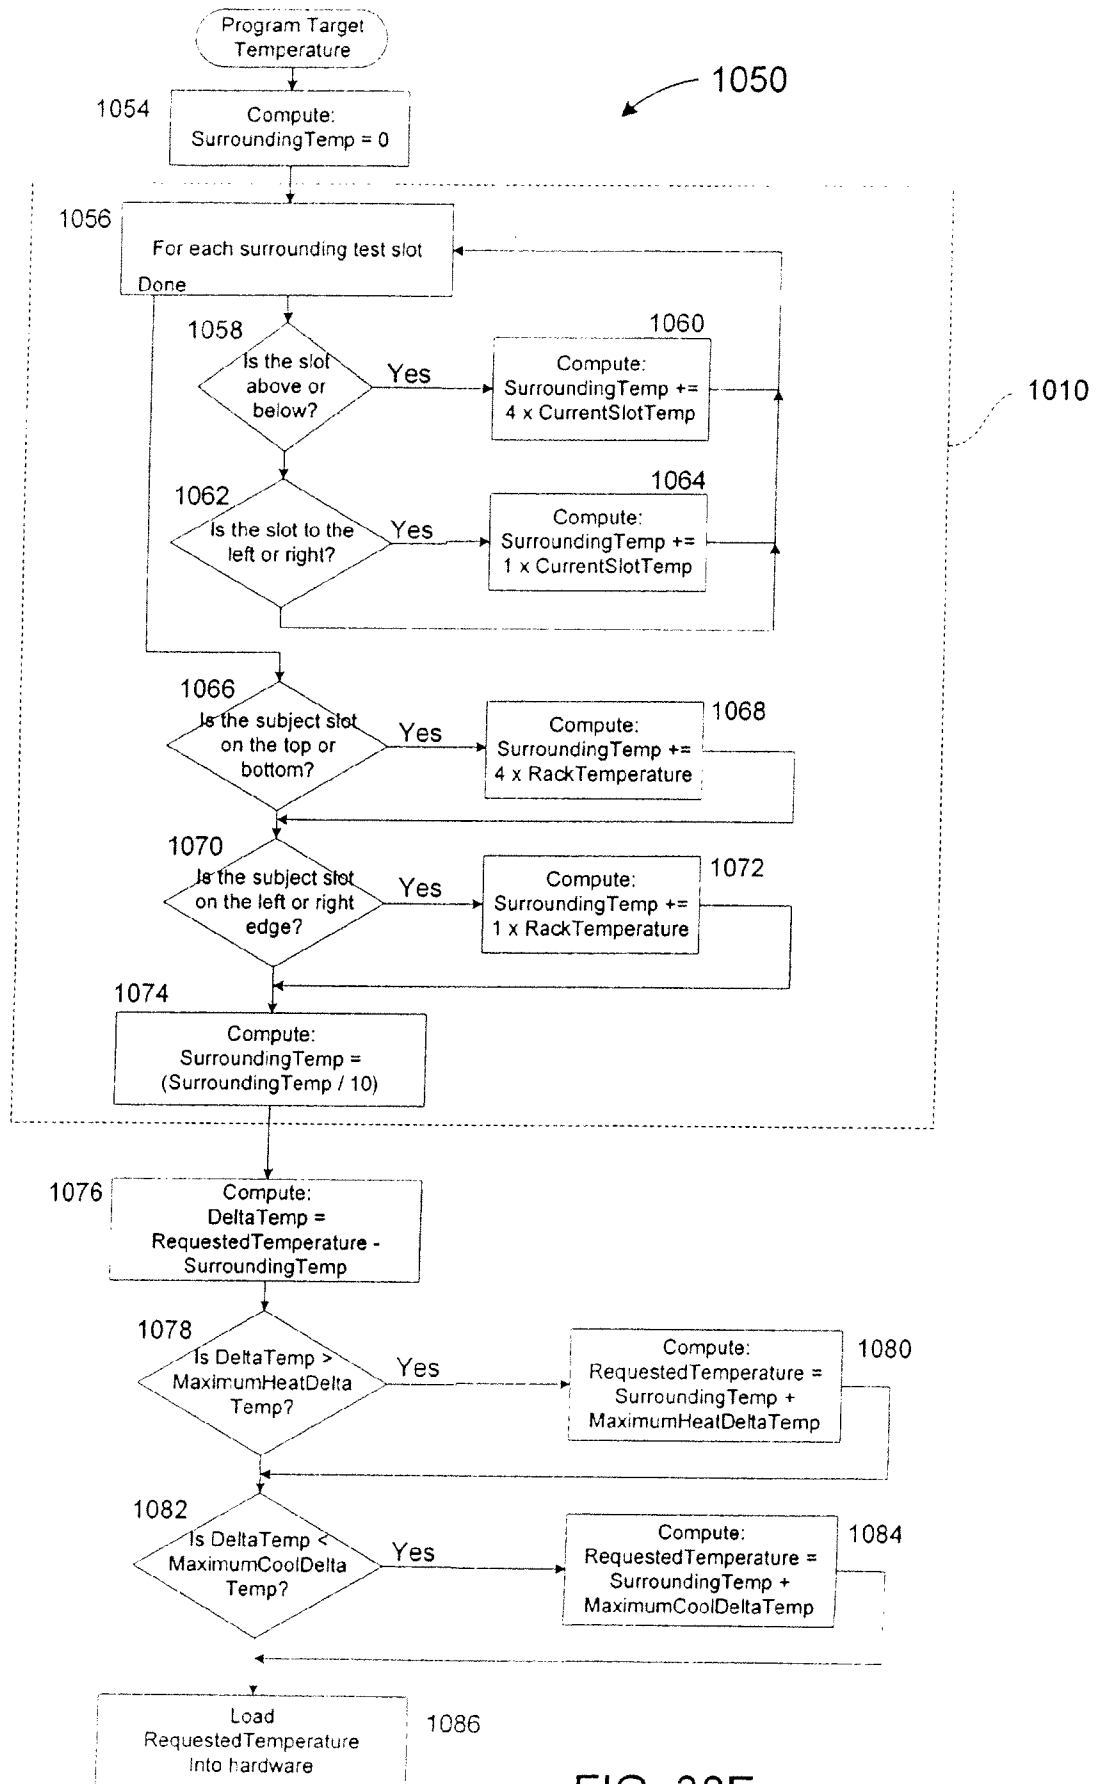 Program Target
Temperature
1050
1054
Compute:
SurroundingTemp = 0
1056
For each surrounding test slot
Done
1058
Is the slot
above or
below?
Yes
1060
Compute:
SurroundingTemp +=
4 x CurrentSlotTemp
1010
1062
Is the slot to the
left or right?
Yes
1064
Compute:
SurroundingTemp +=
1 x CurrentSlotTemp
1066
Is the subject slot
on the top or
bottom?
Yes
1068
Compute:
SurroundingTemp +=
4 x RackTemperature
1070
Is the subject slot
on the left or right
edge?
Yes
1072
Compute:
SurroundingTemp +=
1 x RackTemperature
1074
Compute:
SurroundingTemp =
(SurroundingTemp / 10)
1076
Compute:
DeltaTemp =
RequestedTemperature -
SurroundingTemp
1078
Is DeltaTemp >
MaximumHeatDelta
Temp?
Yes
1080
Compute:
RequestedTemperature =
SurroundingTemp +
MaximumHeatDeltaTemp
1082
Is DeltaTemp <
MaximumCoolDelta
Temp?
Yes
1084
Compute:
RequestedTemperature =
SurroundingTemp +
MaximumCoolDeltaTemp
1086
Load
RequestedTemperature
Into hardware